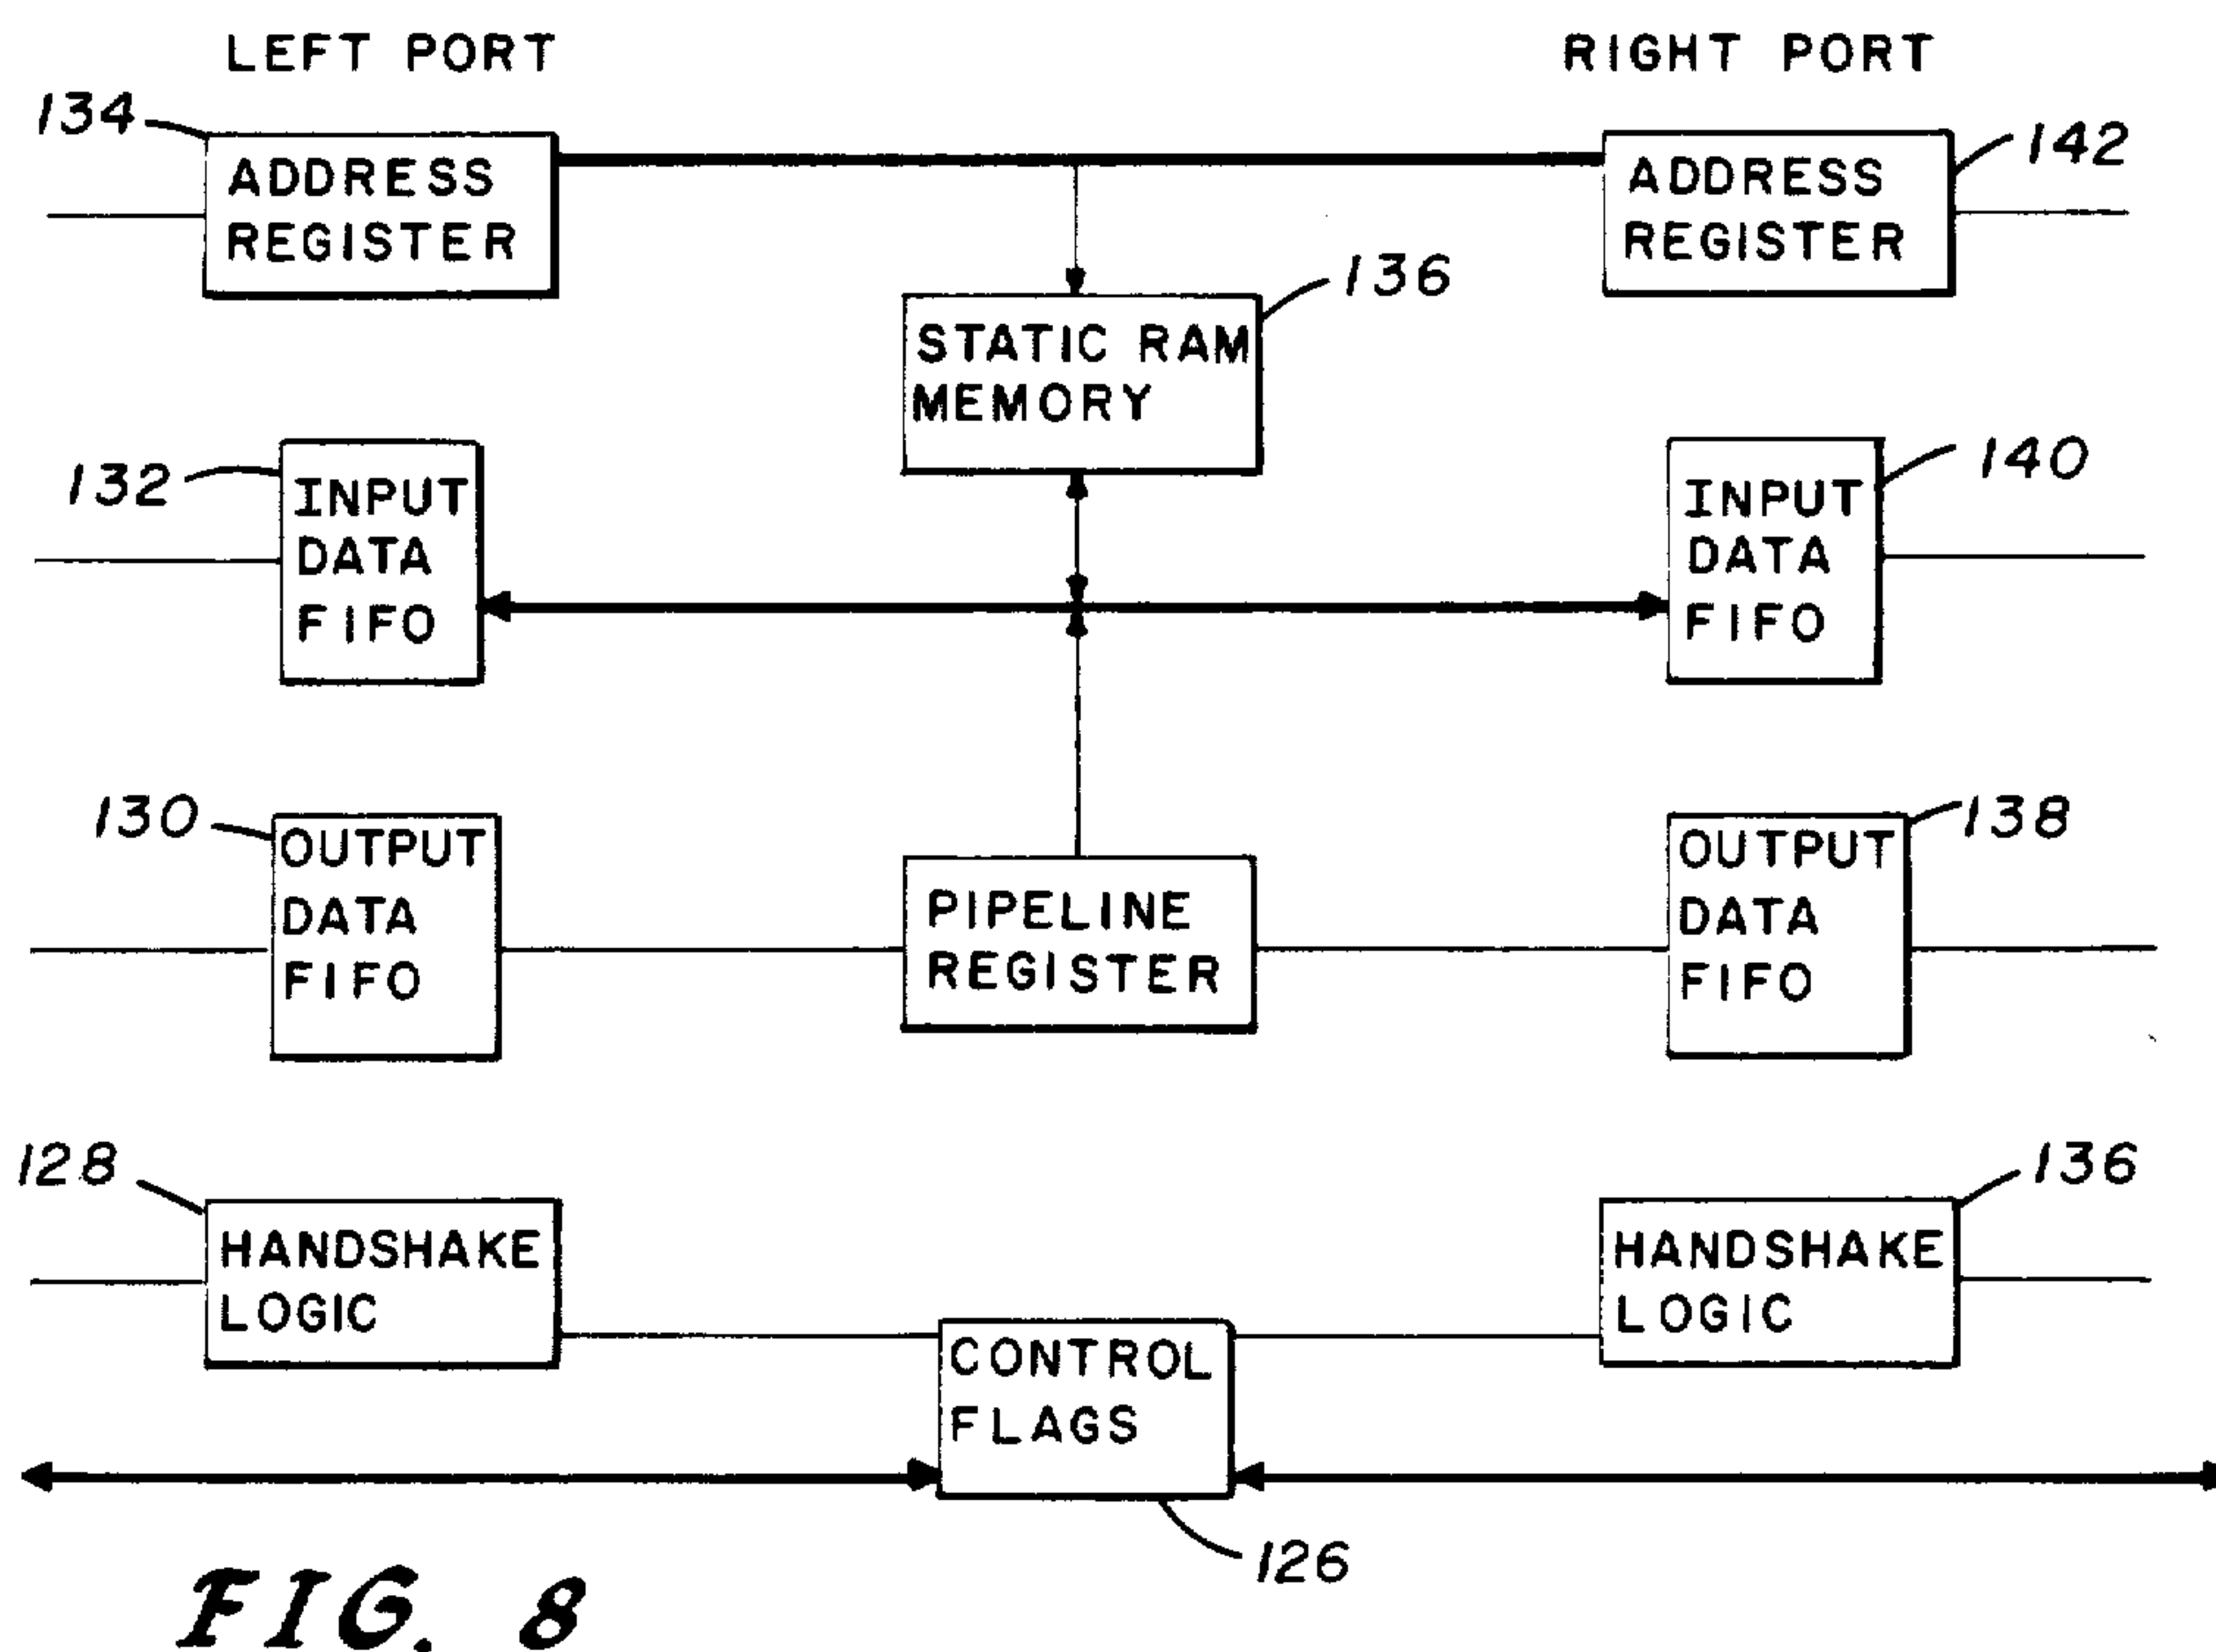 LEFT PORT
RIGHT PORT
134
ADDRESS
REGISTER
ADDRESS
REGISTER
142
136
STATIC RAM
MEMORY
132
INPUT
DATA
FIFO
140
INPUT
DATA
FIFO
130
OUTPUT
DATA
FIFO
PIPELINE
REGISTER
138
OUTPUT
DATA
FIFO
128
HANDSHAKE
LOGIC
136
HANDSHAKE
LOGIC
CONTROL
FLAGS
126
FIG. 8